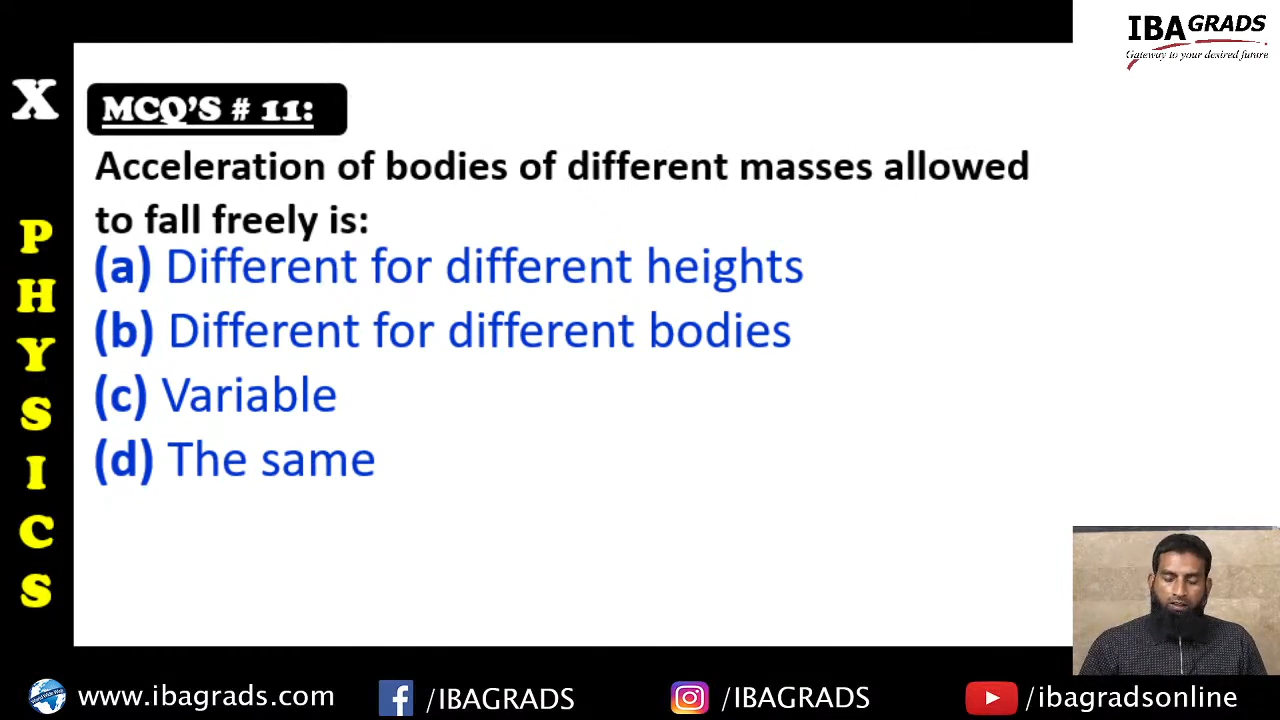 IBA GRADS
Gateway to your desired future
X
PHYSICS
MCQ'S # 11:
Acceleration of bodies of different masses allowed
to fall freely is:
(a) Different for different heights
(b) Different for different bodies
(c) Variable
(d) The same
www.ibagrads.com
/IBAGRADS
/IBAGRADS
/ibagradsonline